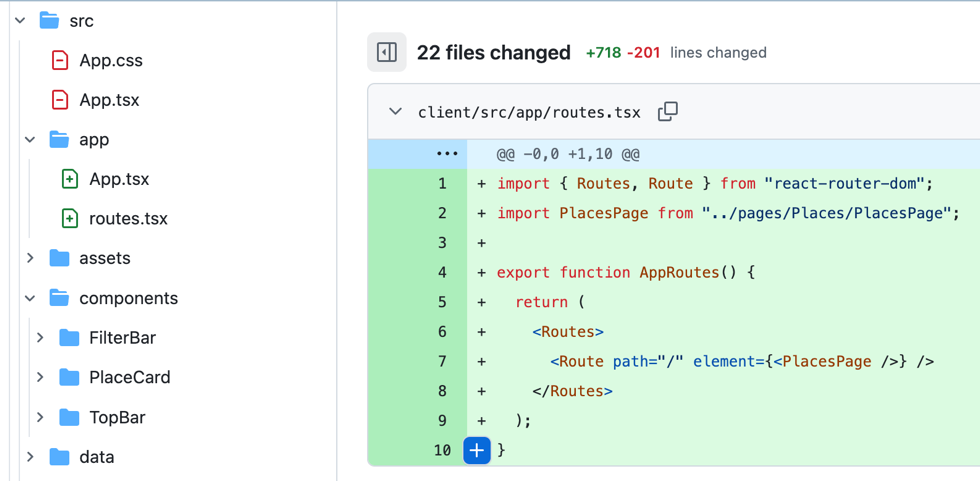 src
App.css
App.tsx
app
App.tsx
routes.tsx
assets
components
FilterBar
PlaceCard
TopBar
data
22 files changed +718 -201 lines changed
client/src/app/routes.tsx
... @@ -0,0 +1,10 @@
1 + import { Routes, Route } from "react-router-dom";
2 + import PlacesPage from "../pages/Places/PlacesPage";
3 +
4 + export function AppRoutes() {
5 +   return (
6 +     <Routes>
7 +       <Route path="/" element={<PlacesPage />} />
8 +     </Routes>
9 +   );
10 + }